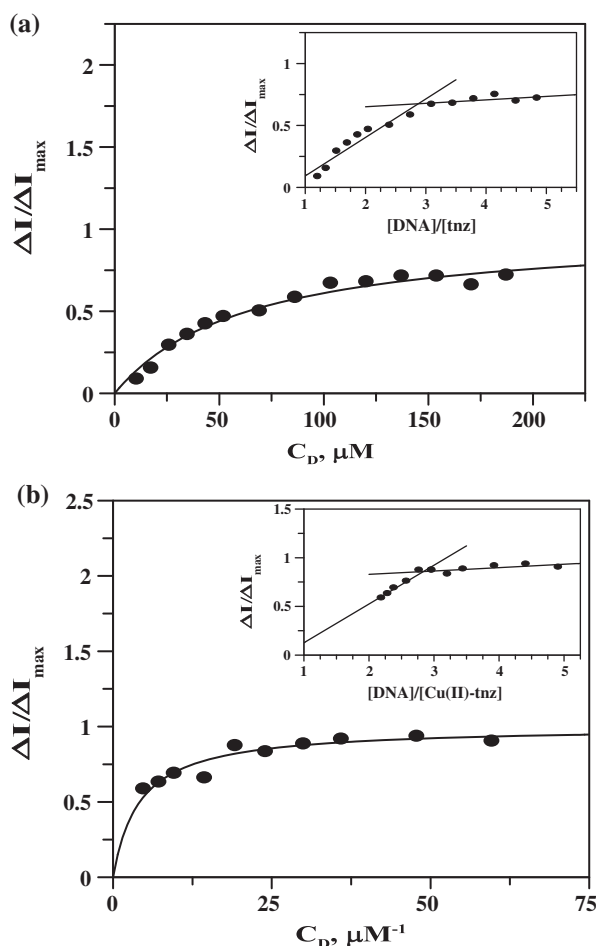 (a)
2
1.5
1
0.5
0
ΔI/ΔI_max
0 50 100 150 200
C_D, μM
1
0.5
0
ΔI/ΔI_max
1 2 3 4 5
[DNA]/[tnz]
(b)
2.5
2
1.5
1
0.5
0
ΔI/ΔI_max
0 25 50 75
C_D, μM⁻¹
1.5
1
0.5
0
ΔI/ΔI_max
1 2 3 4 5
[DNA]/[Cu(II)-tnz]